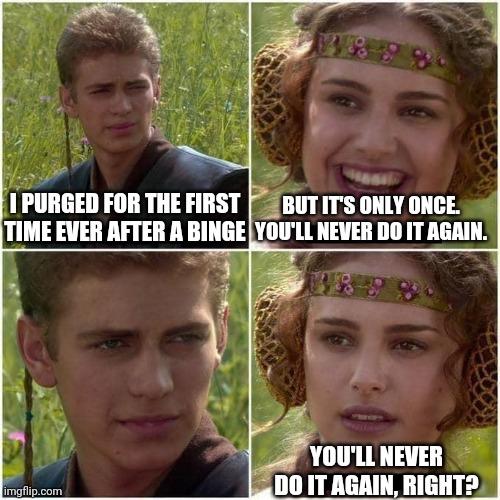 I PURGED FOR THE FIRST
TIME EVER AFTER A BINGE
BUT IT'S ONLY ONCE.
YOU'LL NEVER DO IT AGAIN.
YOU'LL NEVER
DO IT AGAIN, RIGHT?
imgflip.com